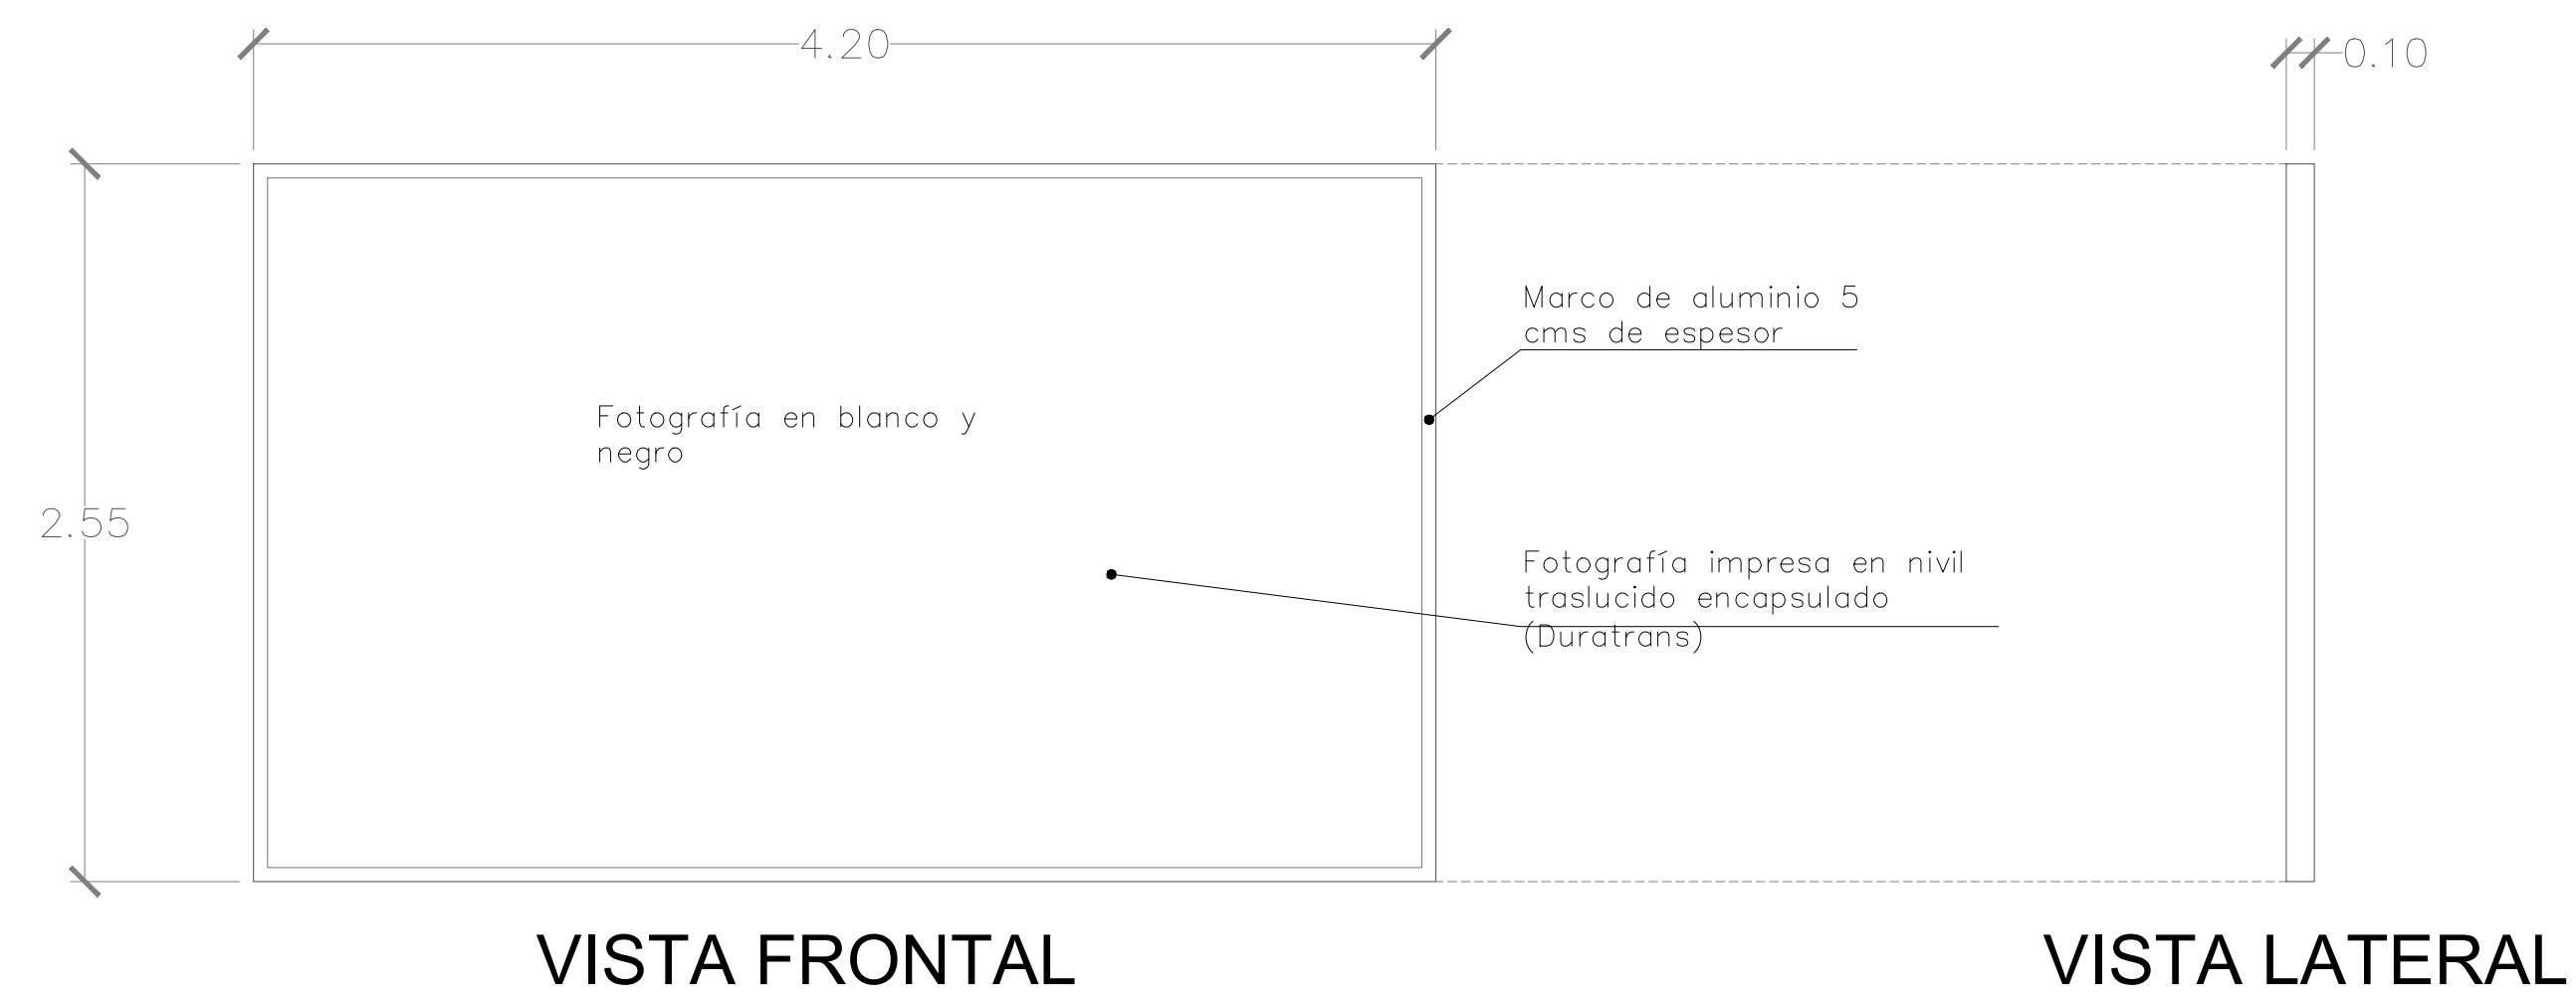 4.20
0.10
Marco de aluminio 5
cms de espesor
Fotografía en blanco y
negro
2.55
Fotografía impresa en nivil
traslucido encapsulado
(Duratrans)
VISTA FRONTAL
VISTA LATERAL